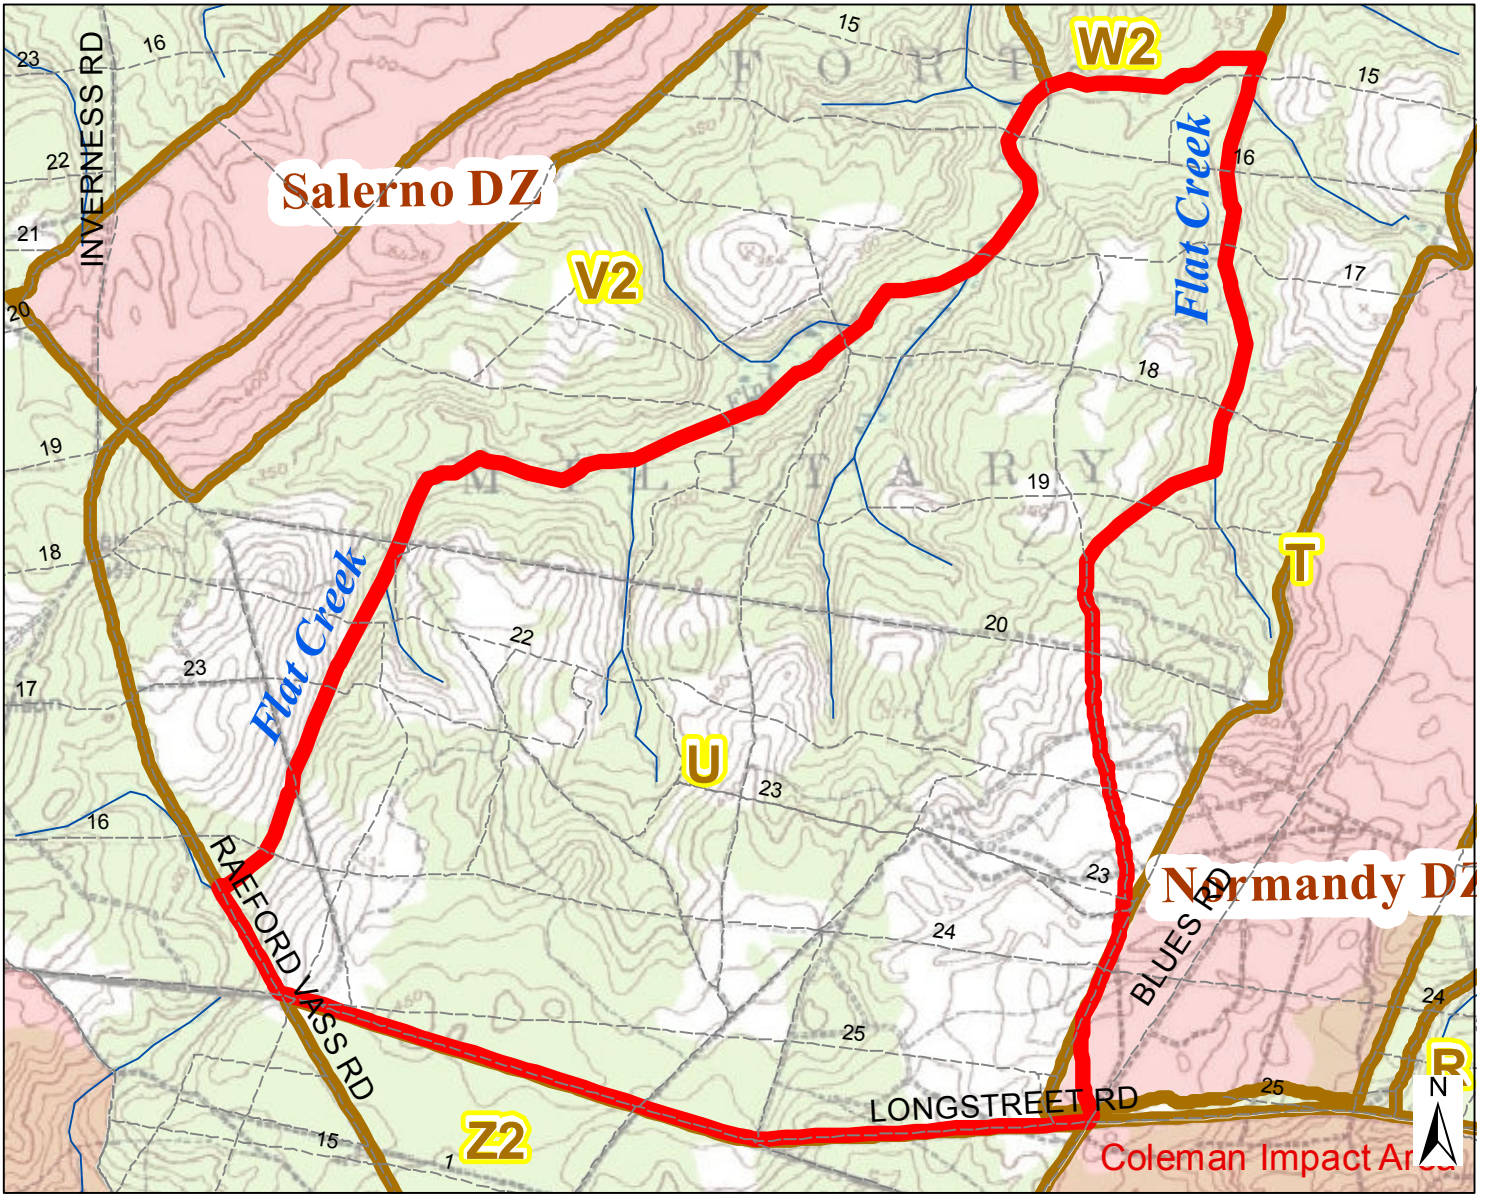 15
W2
INVERNESS RD
16
23
F O R T
15
Flat Creek
16
22
Salerno DZ
21
V2
17
20
18
19
M I L I T A R Y
19
T
18
Flat Creek
22
20
23
17
U
23
16
RAEFORD VASS RD
23
Normandy DZ
BLUES RD
24
24
25
R
N
25
LONGSTREET RD
Z2
15
1
Coleman Impact Area